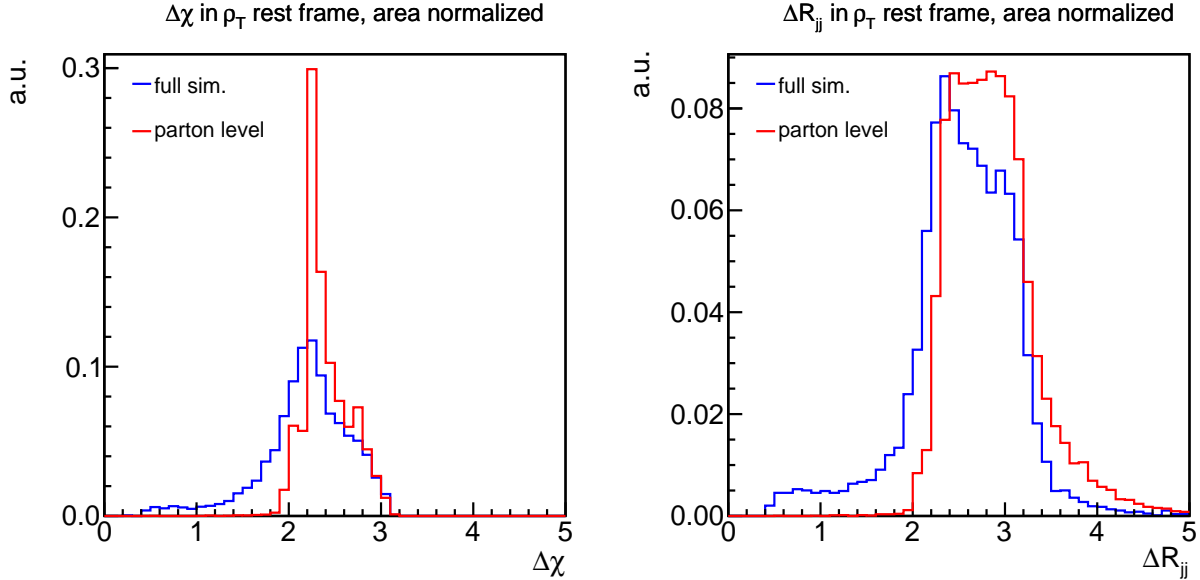 Δχ in ρT rest frame, area normalized
a.u.
0.3
0.2
0.1
0.0
full sim.
parton level
0 1 2 3 4 5
Δχ
ΔRjj in ρT rest frame, area normalized
a.u.
0.08
0.06
0.04
0.02
0.00
full sim.
parton level
0 1 2 3 4 5
ΔRjj